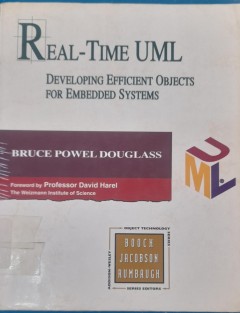 REAL-TIME UML
DEVELOPING EFFICIENT OBJECTS
FOR EMBEDDED SYSTEMS
BRUCE POWEL DOUGLASS
Foreword by Professor David Harel
The Weizmann Institute of Science
UML
OBJECT TECHNOLOGY
SERIES
ADDISON-WESLEY
BOOCH
JACOBSON
RUMBAUGH
SERIES EDITORS